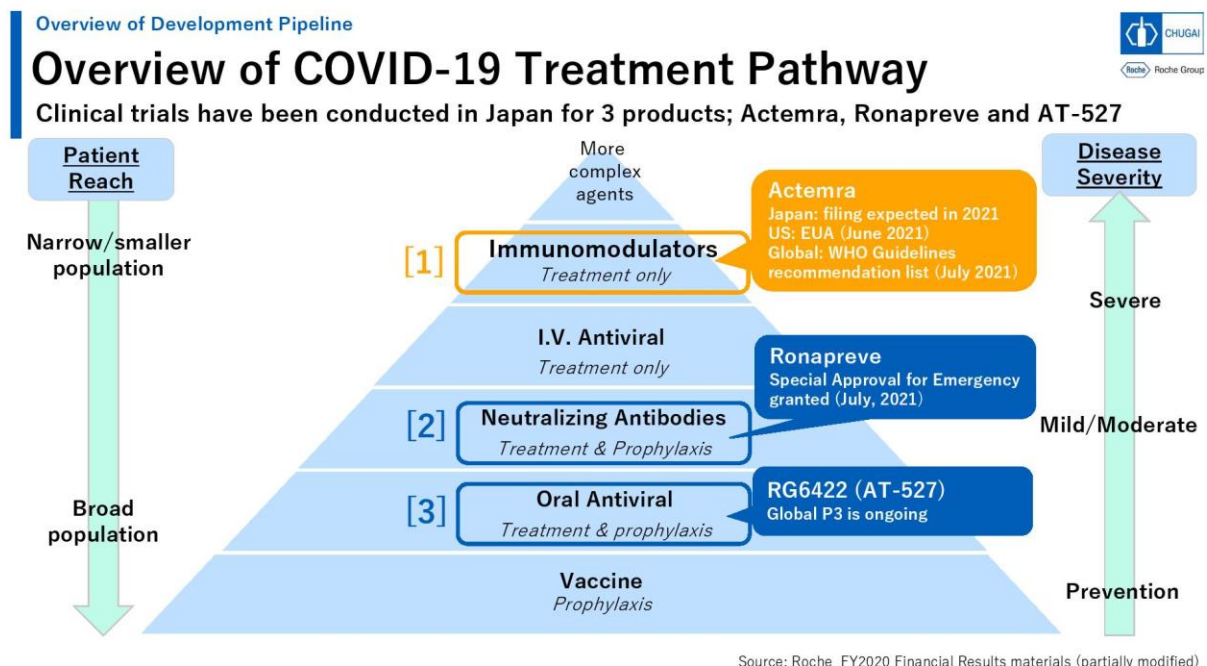 Overview of Development Pipeline
Overview of COVID-19 Treatment Pathway
CHUGAI
Roche Roche Group
Clinical trials have been conducted in Japan for 3 products; Actemra, Ronapreve and AT-527
Patient
Reach
Narrow/smaller
population
Broad
population
More
complex
agents
[1]
Immunomodulators
Treatment only
Actemra
Japan: filing expected in 2021
US: EUA (June 2021)
Global: WHO Guidelines
recommendation list (July 2021)
I.V. Antiviral
Treatment only
[2]
Neutralizing Antibodies
Treatment & Prophylaxis
Ronapreve
Special Approval for Emergency
granted (July, 2021)
[3]
Oral Antiviral
Treatment & prophylaxis
RG6422 (AT-527)
Global P3 is ongoing
Vaccine
Prophylaxis
Disease
Severity
Severe
Mild/Moderate
Prevention
Source: Roche FY2020 Financial Results materials (partially modified)